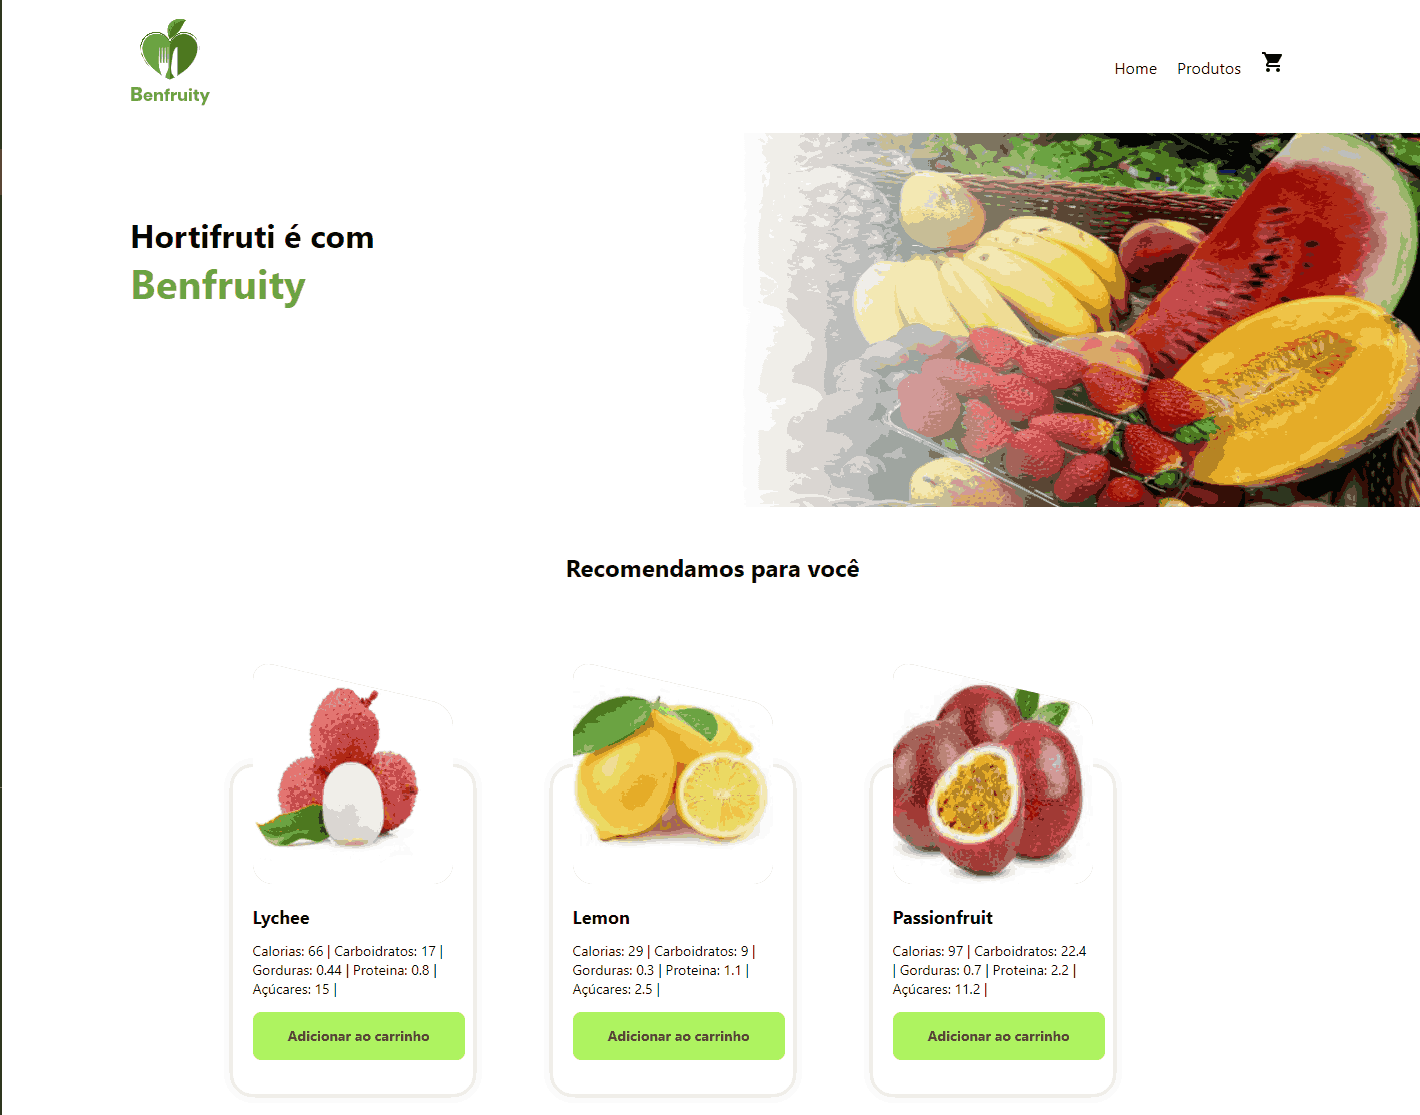 Benfruity
Home Produtos
Hortifruti é com
Benfruity
Recomendamos para você
Lychee
Calorias: 66 | Carboidratos: 17 |
Gorduras: 0.44 | Proteina: 0.8 |
Açúcares: 15 |
Adicionar ao carrinho
Lemon
Calorias: 29 | Carboidratos: 9 |
Gorduras: 0.3 | Proteina: 1.1 |
Açúcares: 2.5 |
Adicionar ao carrinho
Passionfruit
Calorias: 97 | Carboidratos: 22.4
| Gorduras: 0.7 | Proteina: 2.2 |
Açúcares: 11.2 |
Adicionar ao carrinho